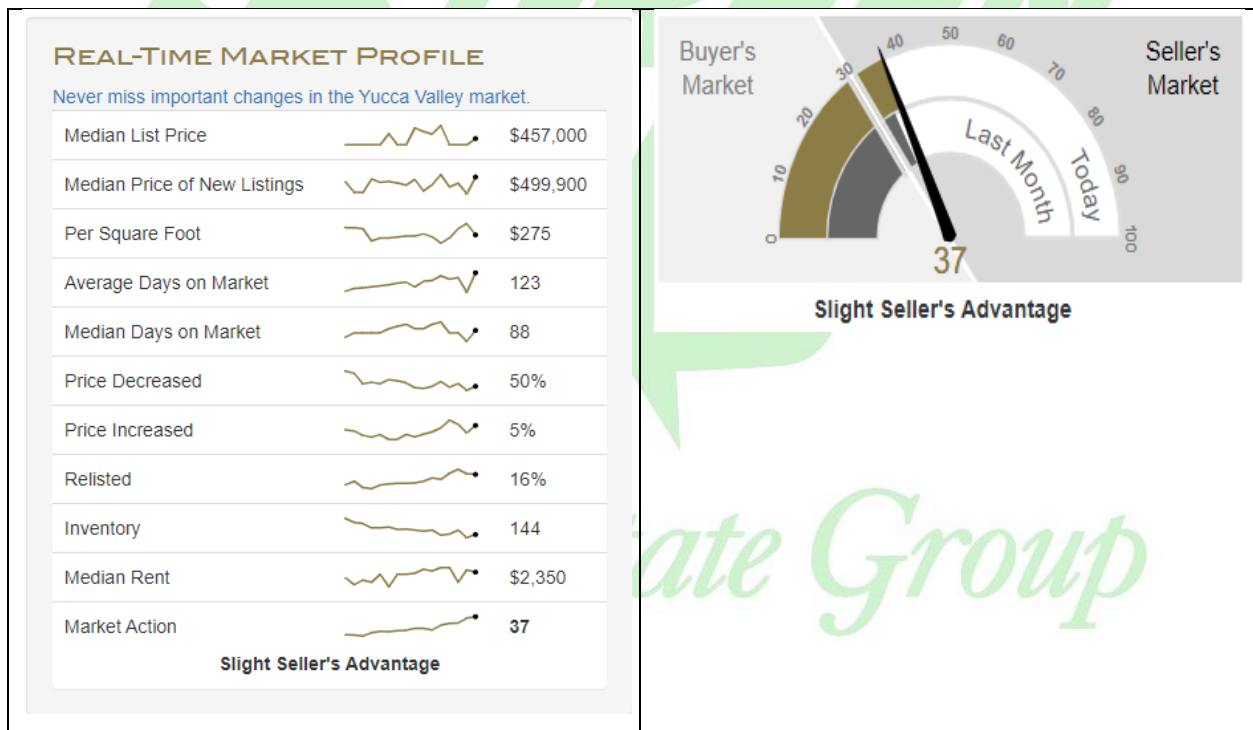 REAL-TIME MARKET PROFILE
Never miss important changes in the Yucca Valley market.
Median List Price $457,000
Median Price of New Listings $499,900
Per Square Foot $275
Average Days on Market 123
Median Days on Market 88
Price Decreased 50%
Price Increased 5%
Relisted 16%
Inventory 144
Median Rent $2,350
Market Action 37
Slight Seller's Advantage
Buyer's
Market
Seller's
Market
0
10
20
30
40
50
60
70
80
90
100
Last Month
Today
37
Slight Seller's Advantage
Group